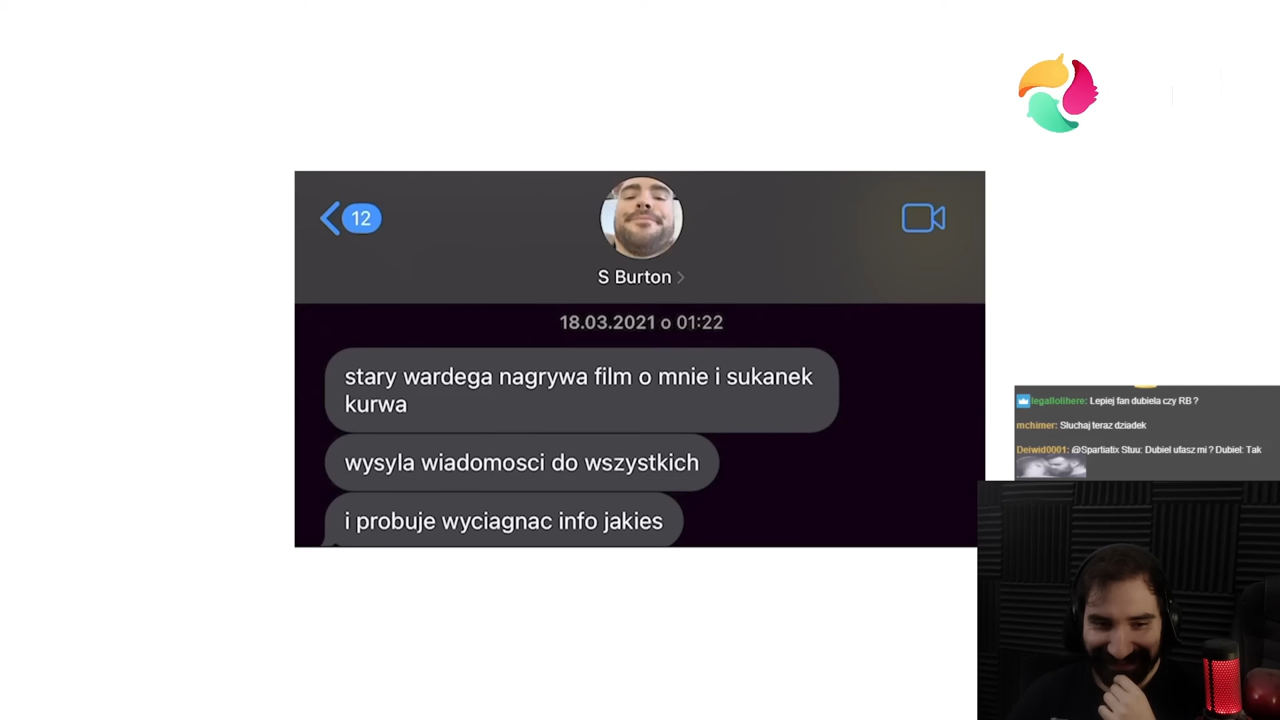 12
S Burton
18.03.2021 o 01:22
stary wardega nagrywa film o mnie i sukanek
kurwa
wysyla wiadomosci do wszystkich
i probuje wyciagnac info jakies
legallolihere: Lepiej fan dubiela czy RB ?
mchimer: Słuchaj teraz dziadek
Deiwid0001: @Spartiatix Stuu: Dubiel ufasz mi ? Dubiel: Tak